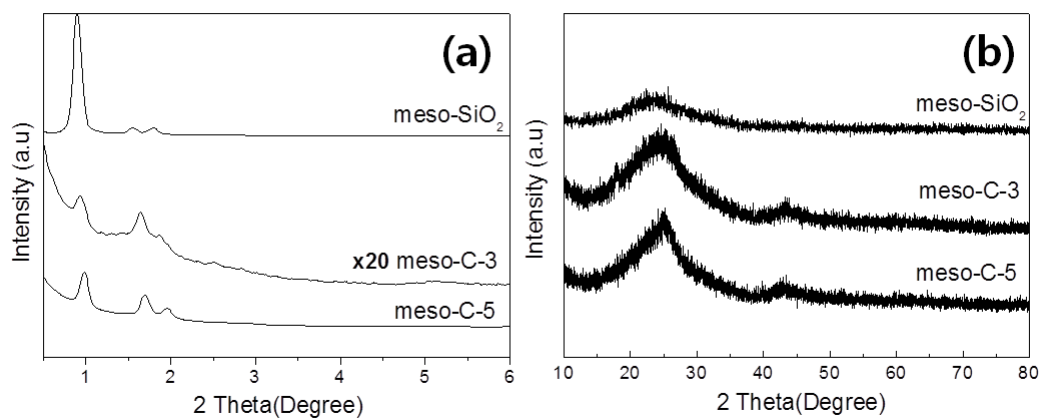 (a)
meso-SiO2
x20 meso-C-3
meso-C-5
Intensity (a.u)
1 2 3 4 5 6
2 Theta(Degree)
(b)
meso-SiO2
meso-C-3
meso-C-5
Intensity (a.u)
10 20 30 40 50 60 70 80
2 Theta(Degree)